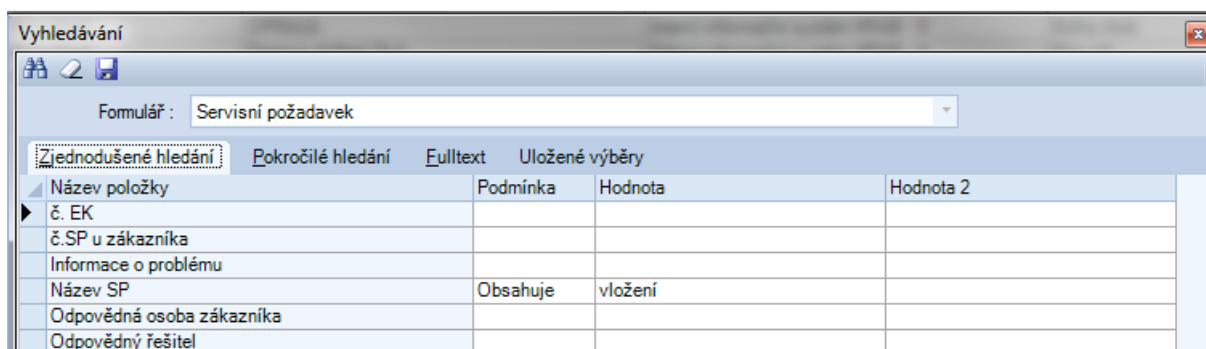 Vyhledávání
Formulář : Servisní požadavek
Zjednodušené hledání Pokročilé hledání Fulltext Uložené výběry
Název položky Podmínka Hodnota Hodnota 2
č. EK
č.SP u zákazníka
Informace o problému
Název SP Obsahuje vložení
Odpovědná osoba zákazníka
Odpovědný řešitel